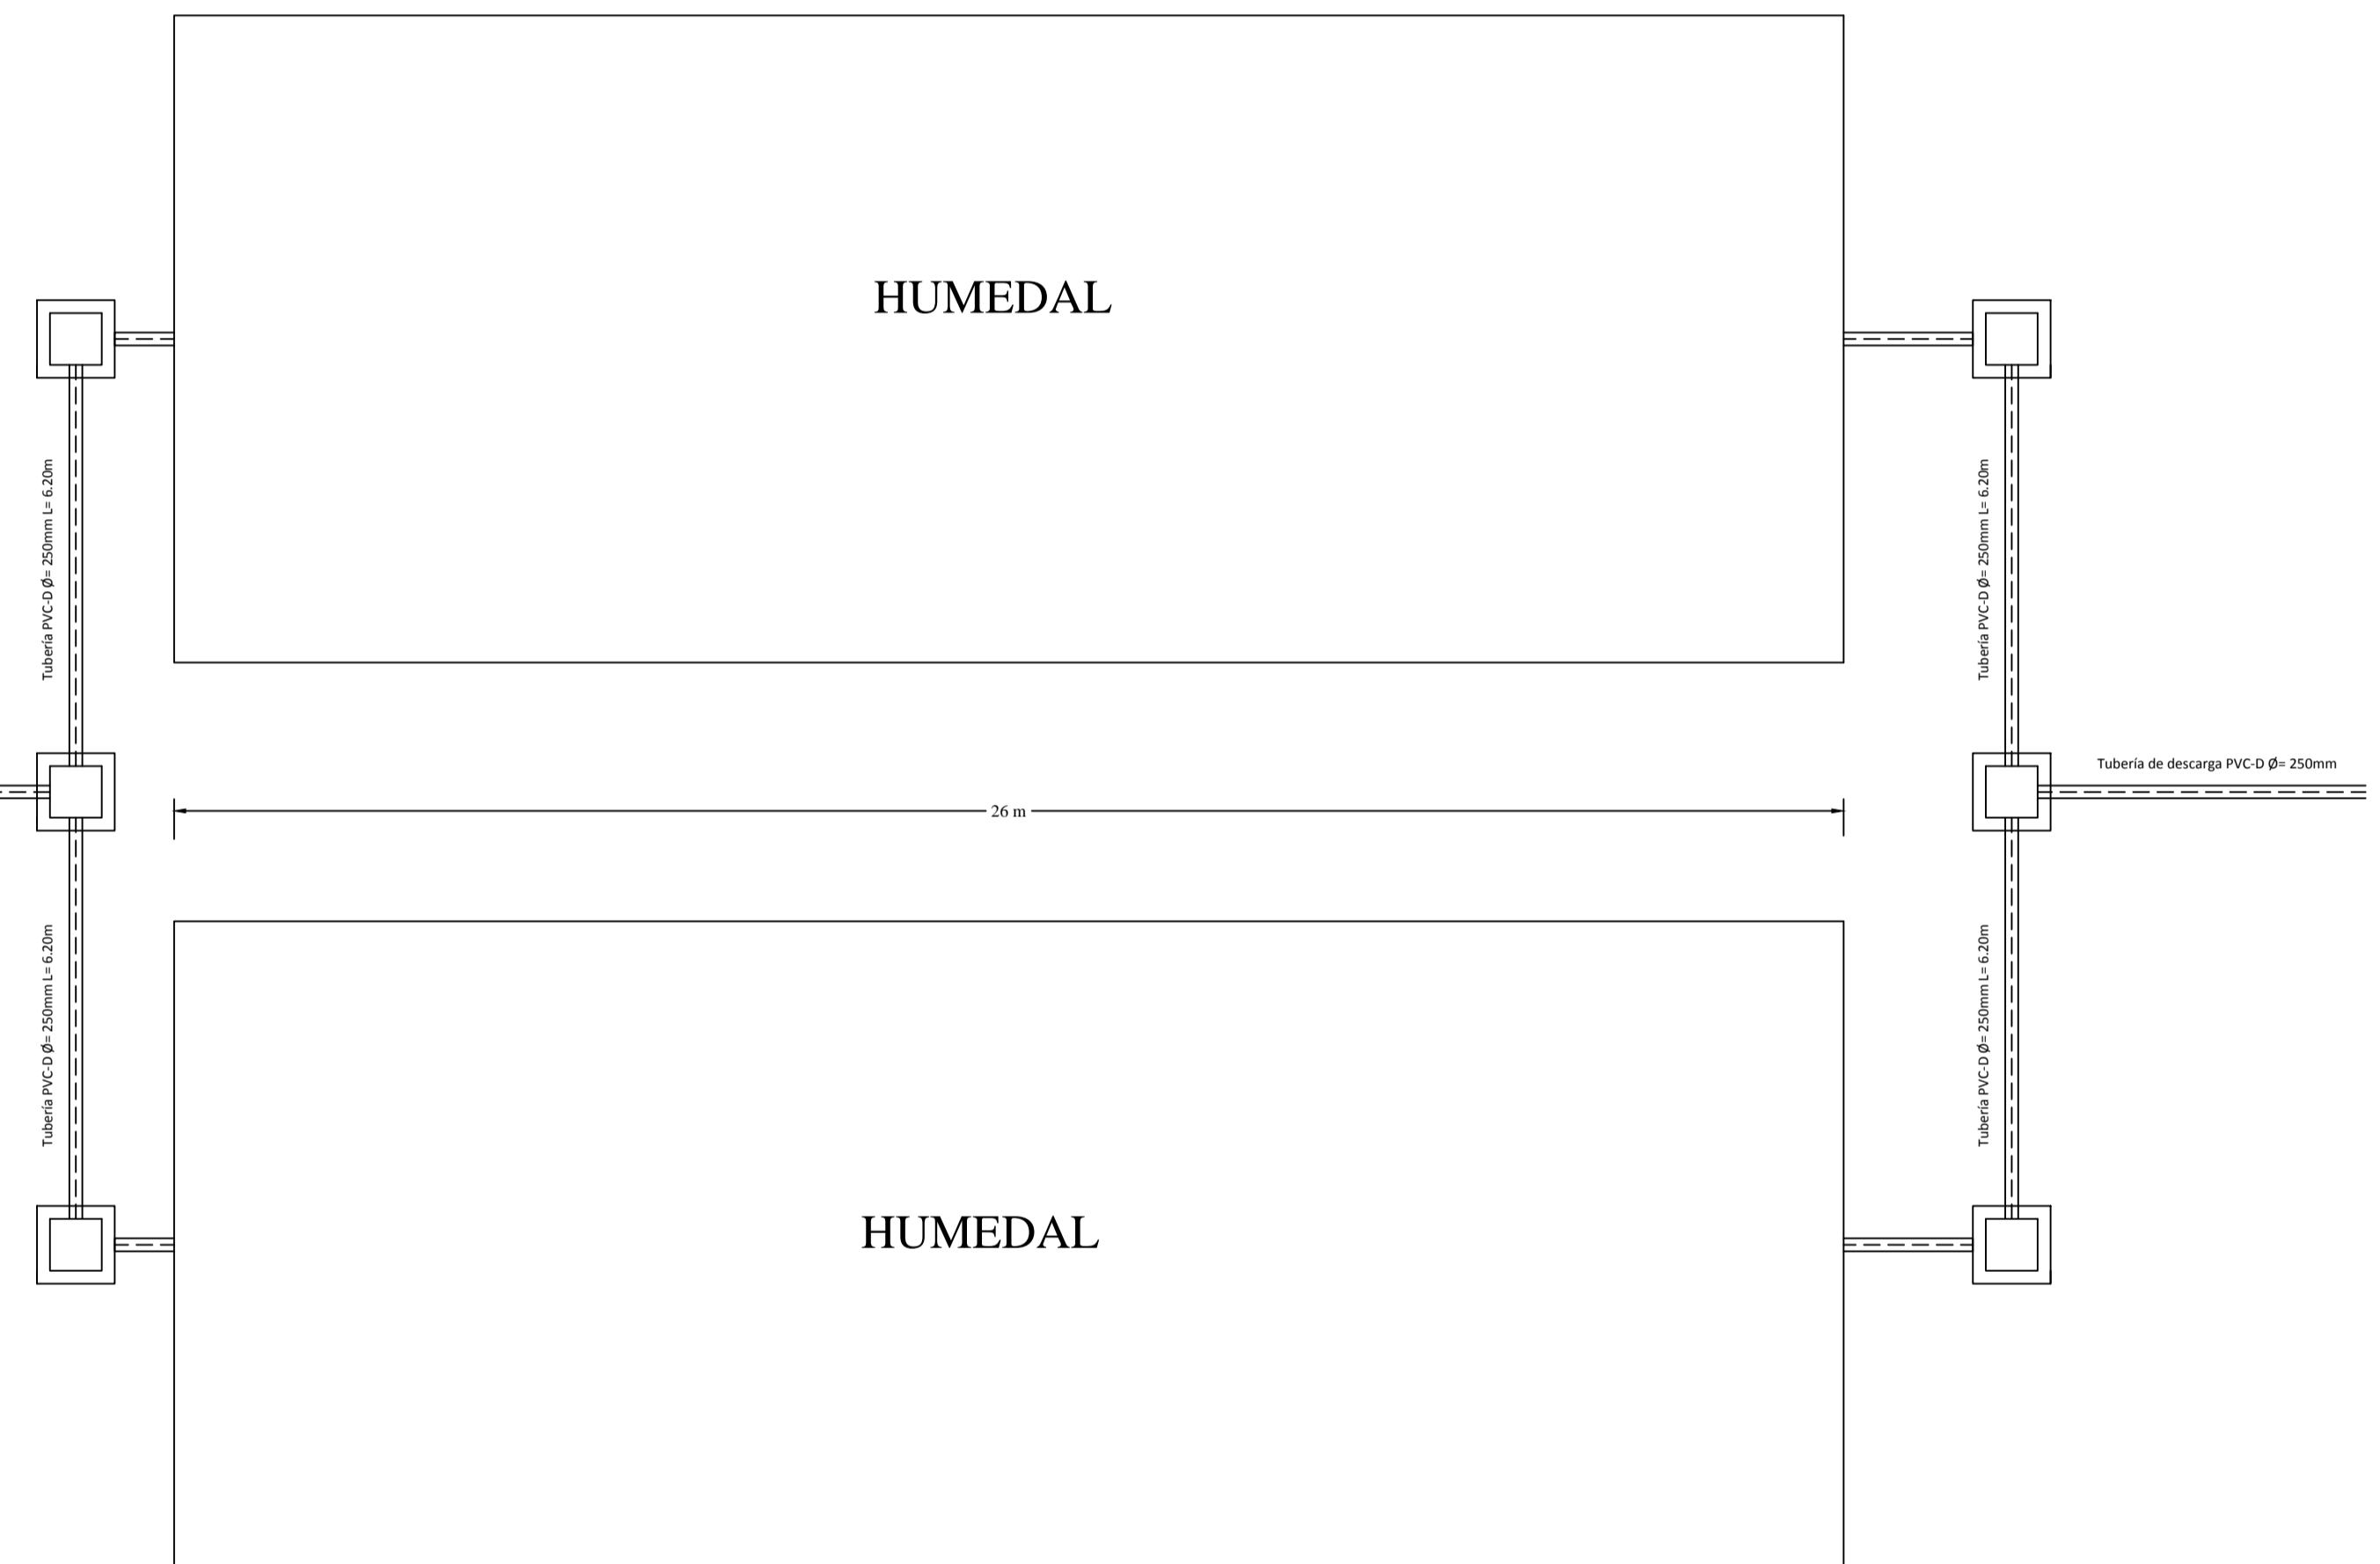 HUMEDAL
Tubería PVC-D Ø= 250mm L= 6.20m
Tubería PVC-D Ø= 250mm L= 6.20m
Tubería de descarga PVC-D Ø= 250mm
26 m
Tubería PVC-D Ø= 250mm L= 6.20m
Tubería PVC-D Ø= 250mm L= 6.20m
HUMEDAL